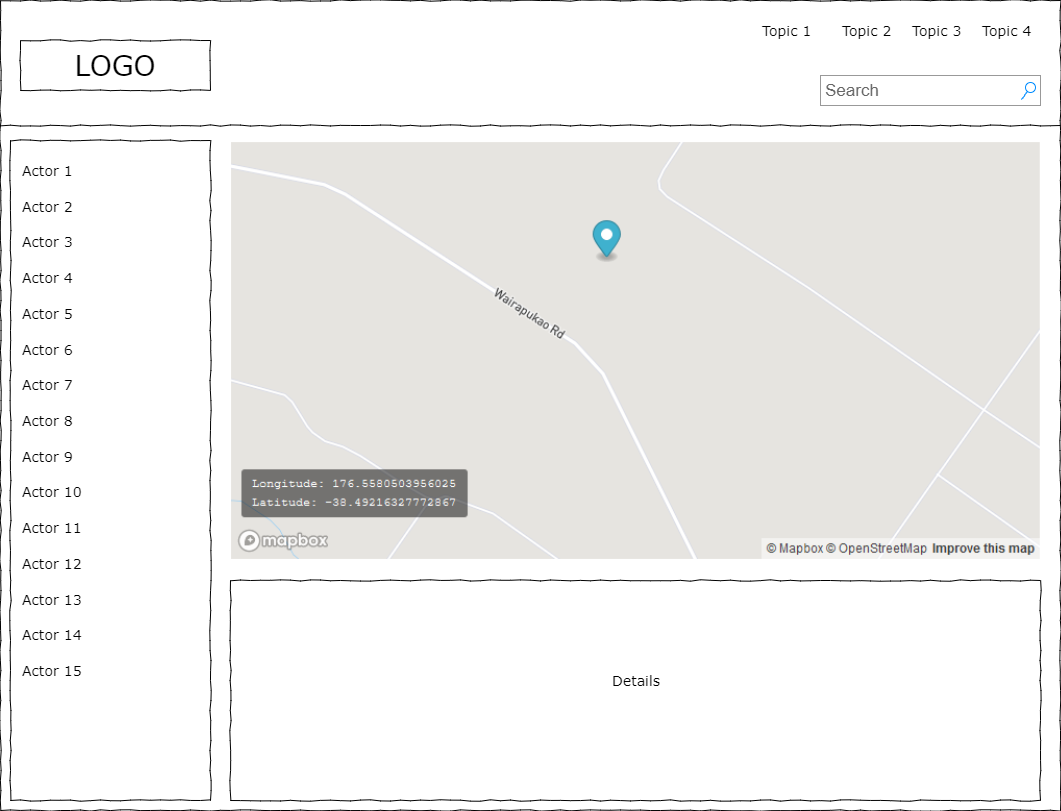 LOGO
Topic 1
Topic 2
Topic 3
Topic 4
Search
Actor 1
Actor 2
Actor 3
Actor 4
Actor 5
Actor 6
Actor 7
Actor 8
Actor 9
Actor 10
Actor 11
Actor 12
Actor 13
Actor 14
Actor 15
Wairapukao Rd
Longitude: 176.5580503956025
Latitude: -38.49216327772867
mapbox
© Mapbox © OpenStreetMap Improve this map
Details